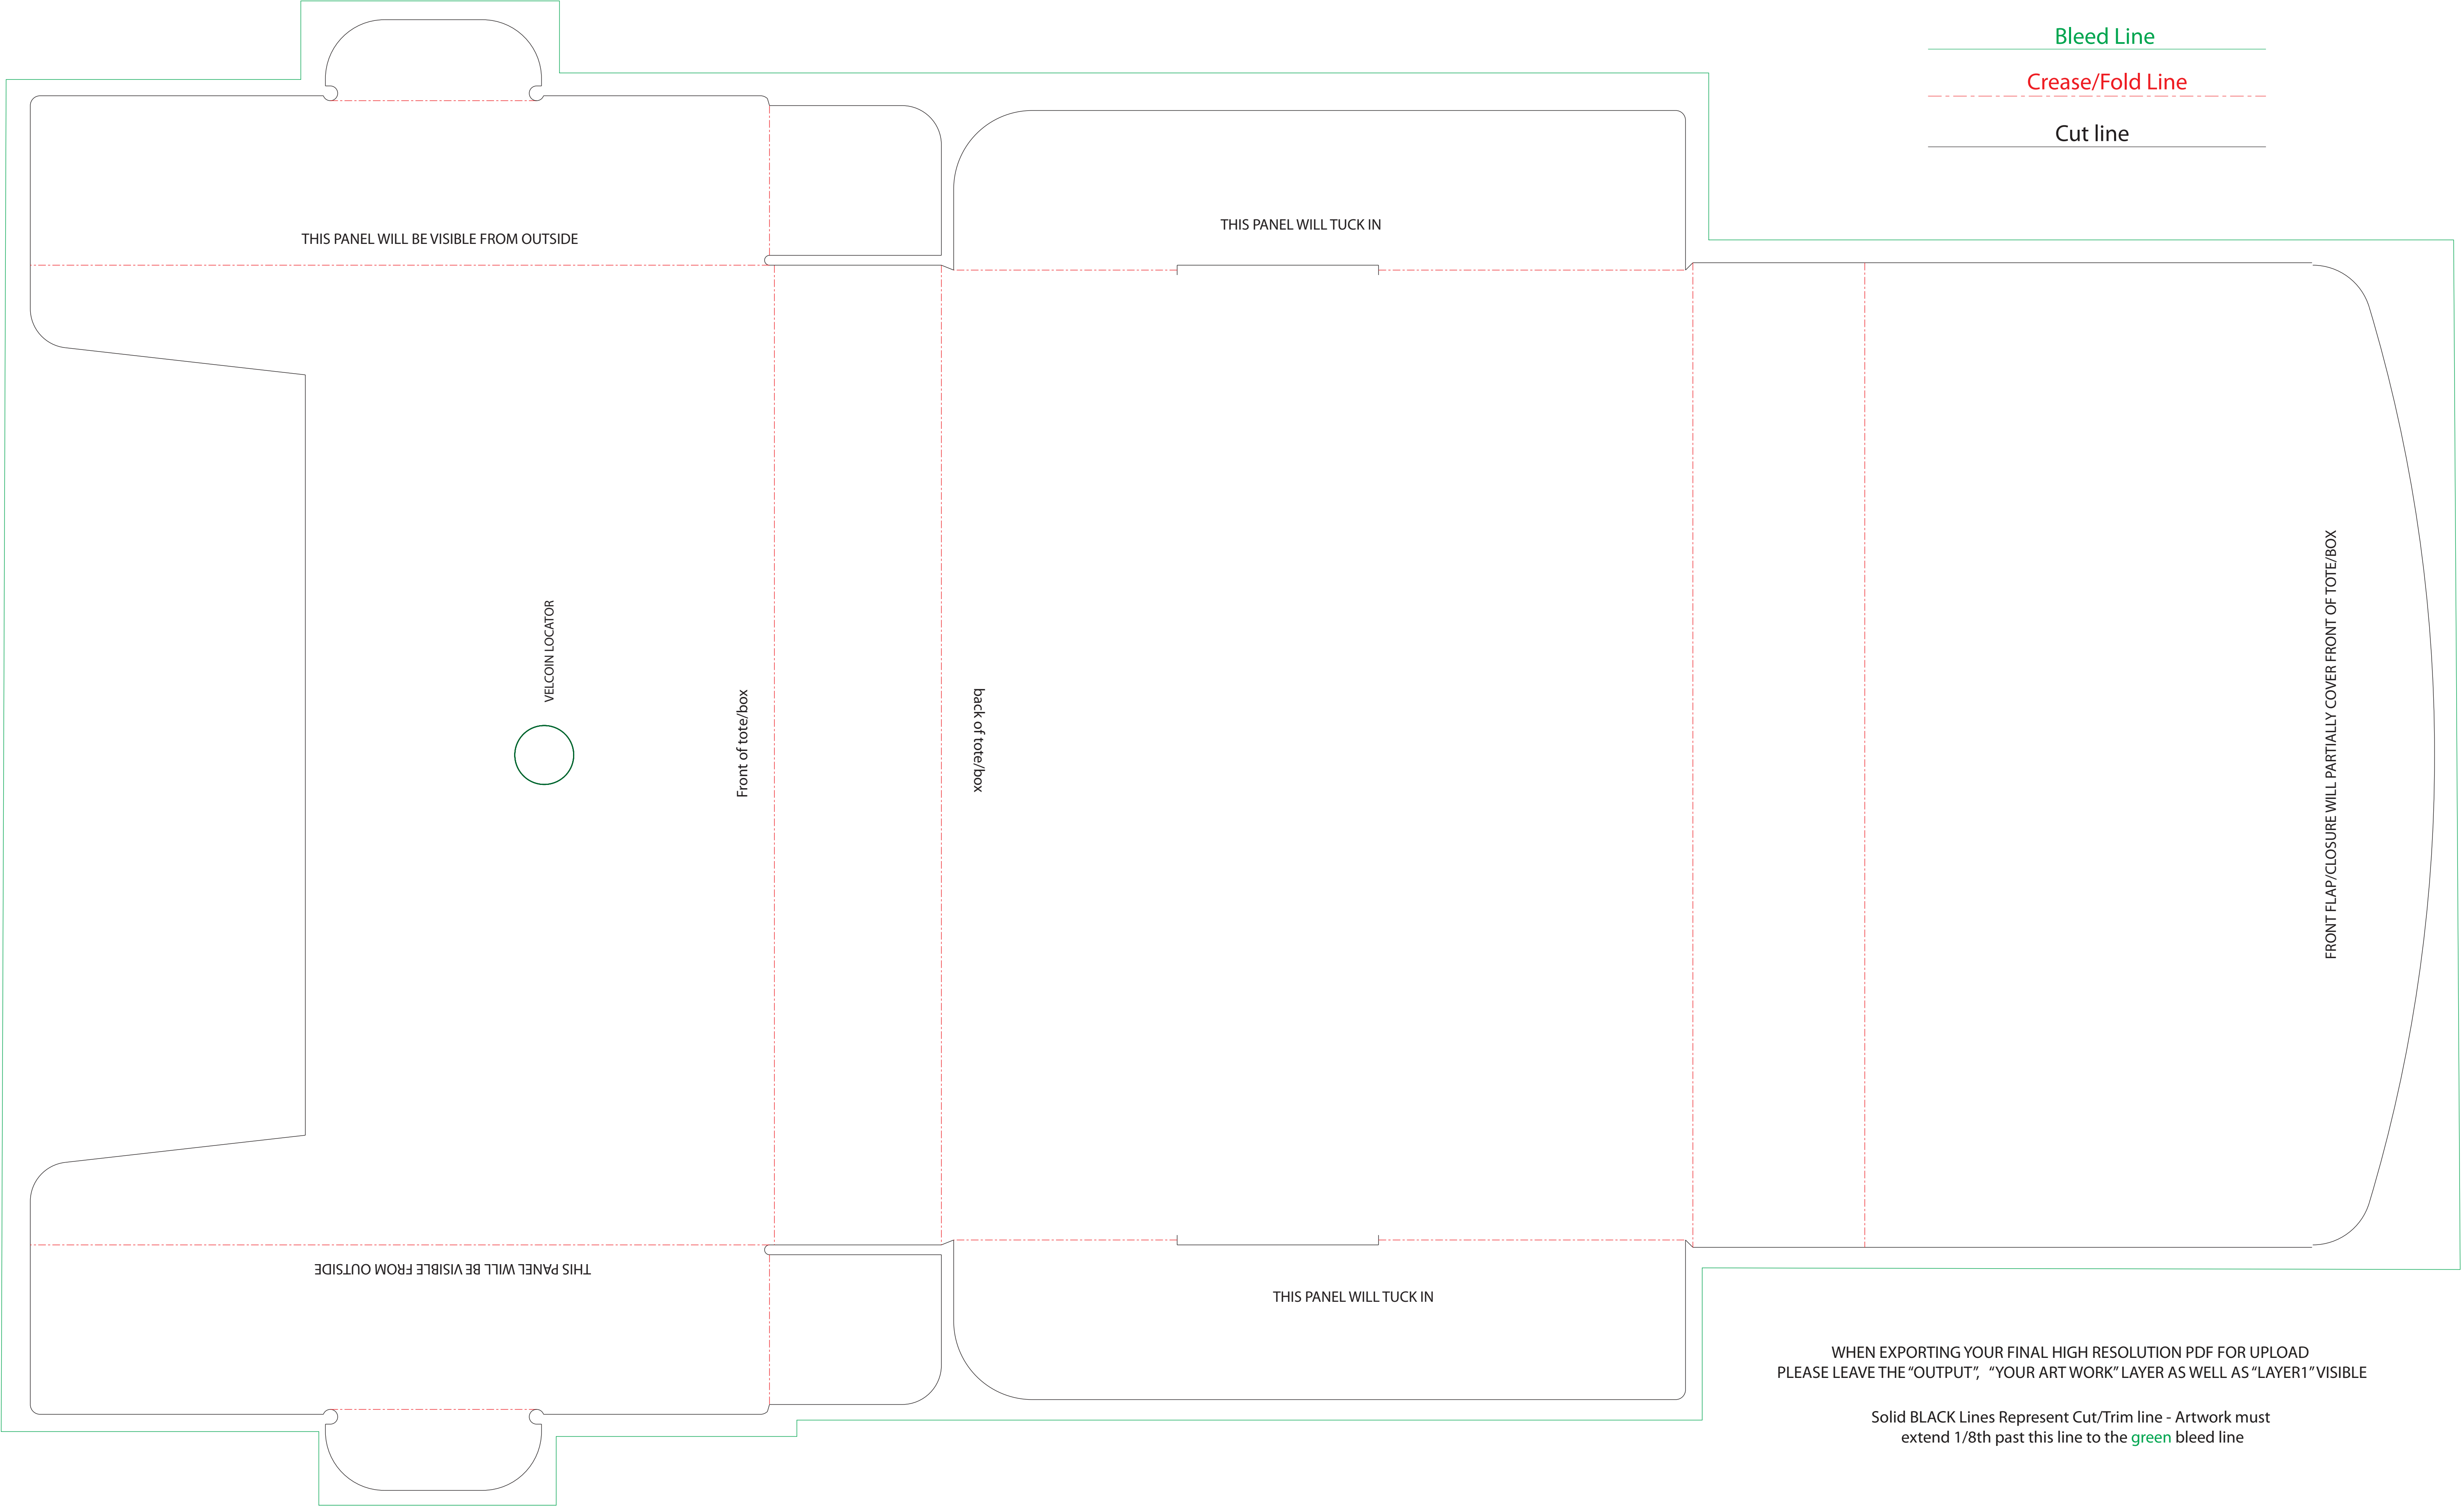 Bleed Line
Crease/Fold Line
Cut line
THIS PANEL WILL BE VISIBLE FROM OUTSIDE
THIS PANEL WILL TUCK IN
VELCOIN LOCATOR
Front of tote/box
back of tote/box
FRONT FLAP/CLOSURE WILL PARTIALLY COVER FRONT OF TOTE/BOX
THIS PANEL WILL BE VISIBLE FROM OUTSIDE
THIS PANEL WILL TUCK IN
WHEN EXPORTING YOUR FINAL HIGH RESOLUTION PDF FOR UPLOAD
PLEASE LEAVE THE “OUTPUT”, “YOUR ART WORK” LAYER AS WELL AS “LAYER1” VISIBLE
Solid BLACK Lines Represent Cut/Trim line - Artwork must
extend 1/8th past this line to the green bleed line